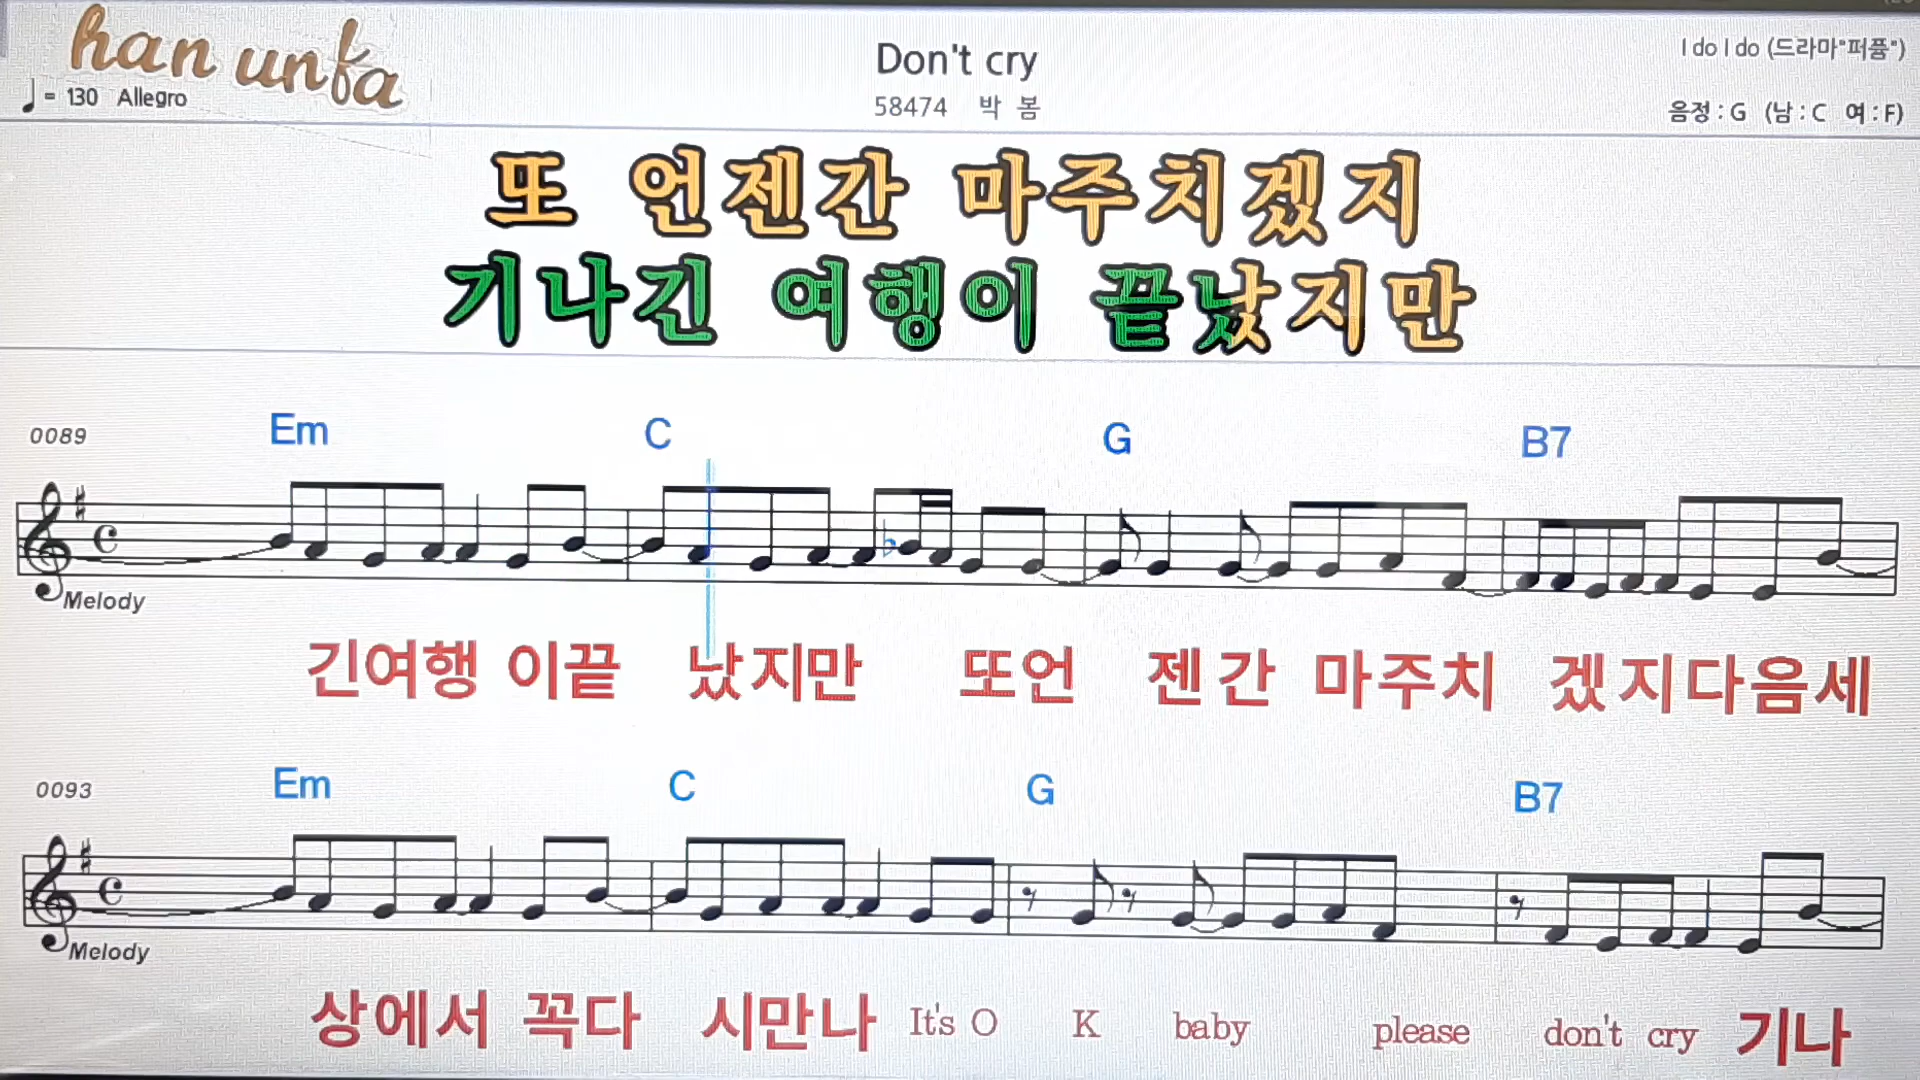 han unfa
♩= 130 Allegro
Don't cry
58474 박 봄
I do I do (드라마"퍼퓸")
음정 : G (남 : C 여 : F)
또 언젠간 마주치겠지
기나긴 여행이 끝났지만
0089 Em C G B7
Melody
긴여행 이끝 났지만 또언 젠간 마주치 겠지다음세
0093 Em C G B7
Melody
상에서 꼭다 시만나 It's O K baby please don't cry 기나